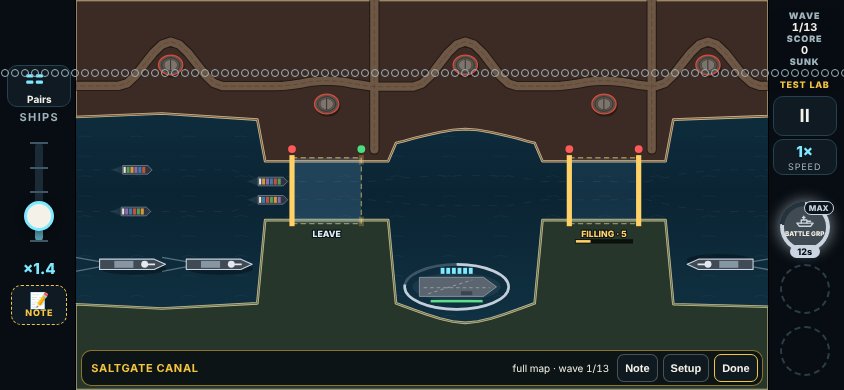 Pairs
SHIPS
×1.4
NOTE
LEAVE
FILLING · 5
SALTGATE CANAL
full map · wave 1/13
Note
Setup
Done
WAVE
1/13
SCORE
0
SUNK
TEST LAB
1×
SPEED
MAX
BATTLE GRP
12s